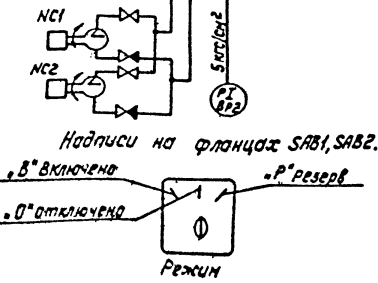 НС1
НС2
5 кгс/см²
PI
ВР2
Надписи на фланцах SAB1, SAB2.
„В" Включено
„Р" Резерв
„О" отключено
Режим